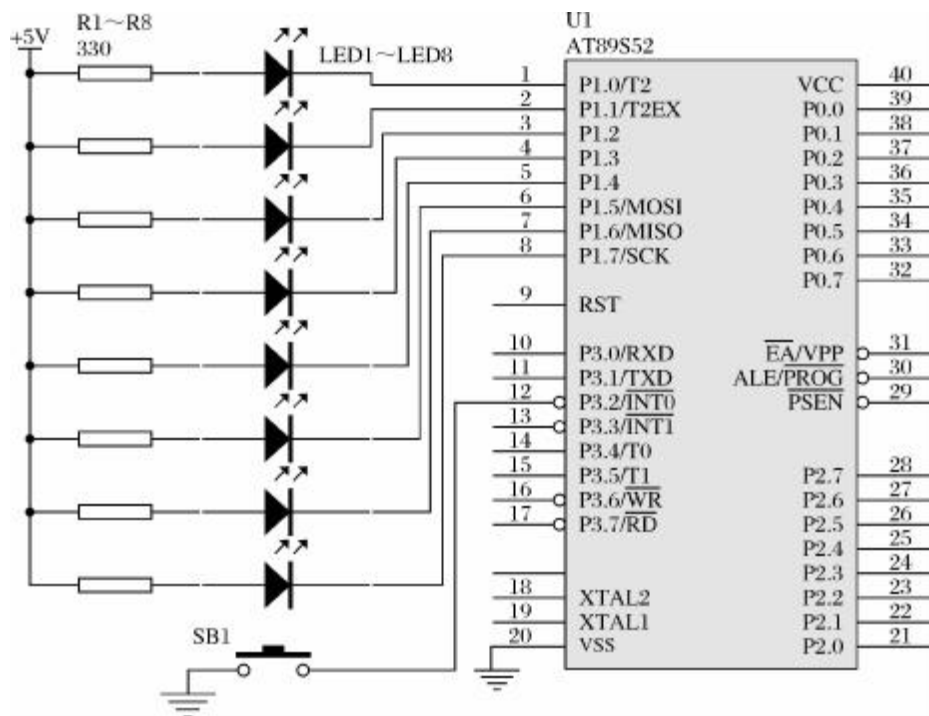 R1～R8
330
+5V
LED1～LED8
U1
AT89S52
1 P1.0/T2
2 P1.1/T2EX
3 P1.2
4 P1.3
5 P1.4
6 P1.5/MOSI
7 P1.6/MISO
8 P1.7/SCK
9 RST
10 P3.0/RXD
11 P3.1/TXD
12 P3.2/INT0
13 P3.3/INT1
14 P3.4/T0
15 P3.5/T1
16 P3.6/WR
17 P3.7/RD
18 XTAL2
19 XTAL1
20 VSS
VCC 40
P0.0 39
P0.1 38
P0.2 37
P0.3 36
P0.4 35
P0.5 34
P0.6 33
P0.7 32
EA/VPP 31
ALE/PROG 30
PSEN 29
P2.7 28
P2.6 27
P2.5 26
P2.4 25
P2.3 24
P2.2 23
P2.1 22
P2.0 21
SB1